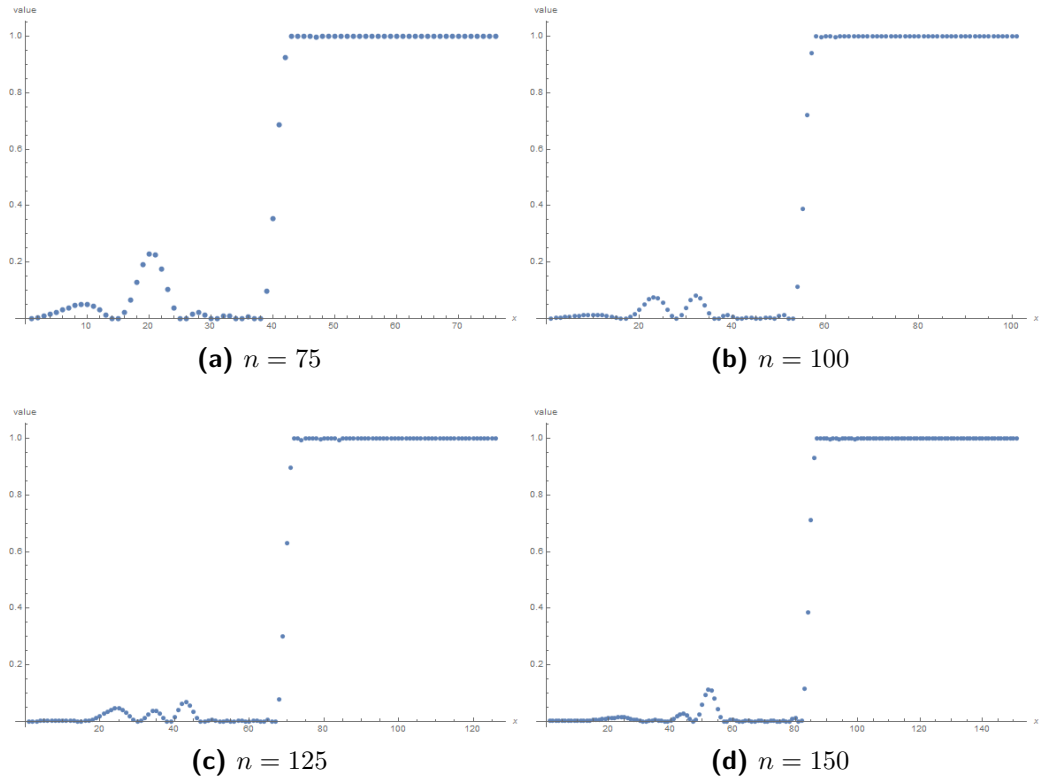 value
1.0
0.8
0.6
0.4
0.2
10 20 30 40 50 60 70 x
(a) n = 75
value
1.0
0.8
0.6
0.4
0.2
20 40 60 80 100 x
(b) n = 100
value
1.0
0.8
0.6
0.4
0.2
20 40 60 80 100 120 x
(c) n = 125
value
1.0
0.8
0.6
0.4
0.2
20 40 60 80 100 120 140 x
(d) n = 150